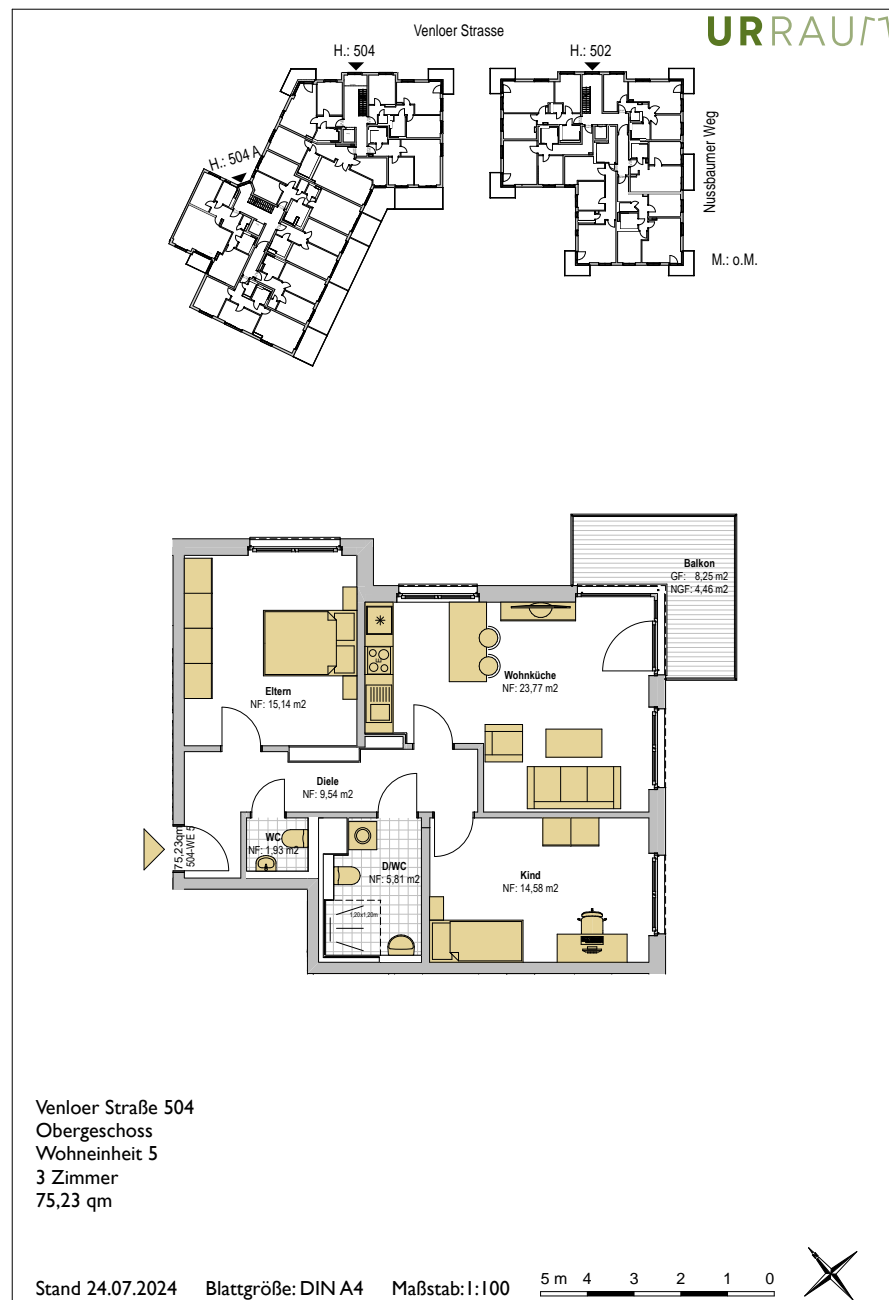 Venloer Strasse
URRAUM
H.: 504
H.: 502
H.: 504 A
Nussbaumer Weg
M.: o.M.
Balkon
GF: 8,25 m2
NGF: 4,46 m2
Wohnküche
NF: 23,77 m2
Eltern
NF: 15,14 m2
Diele
NF: 9,54 m2
WC
NF: 1,93 m2
D/WC
NF: 5,81 m2
Kind
NF: 14,58 m2
1,20x1,20m
75,23qm
504-WE 5
Venloer Straße 504
Obergeschoss
Wohneinheit 5
3 Zimmer
75,23 qm
Stand 24.07.2024 Blattgröße: DIN A4 Maßstab:1:100
5 m 4 3 2 1 0